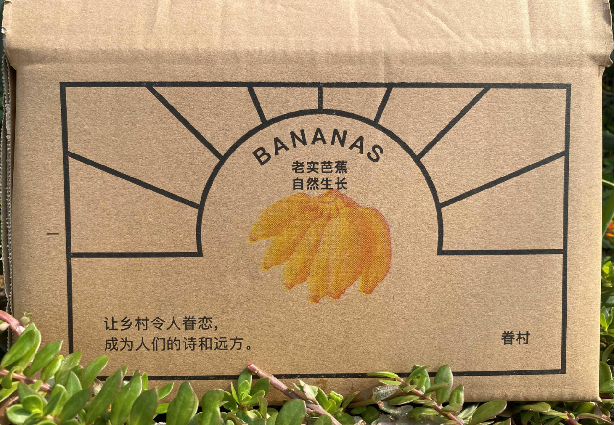 BANANAS
老实芭蕉
自然生长
让乡村令人眷恋，
成为人们的诗和远方。
眷村